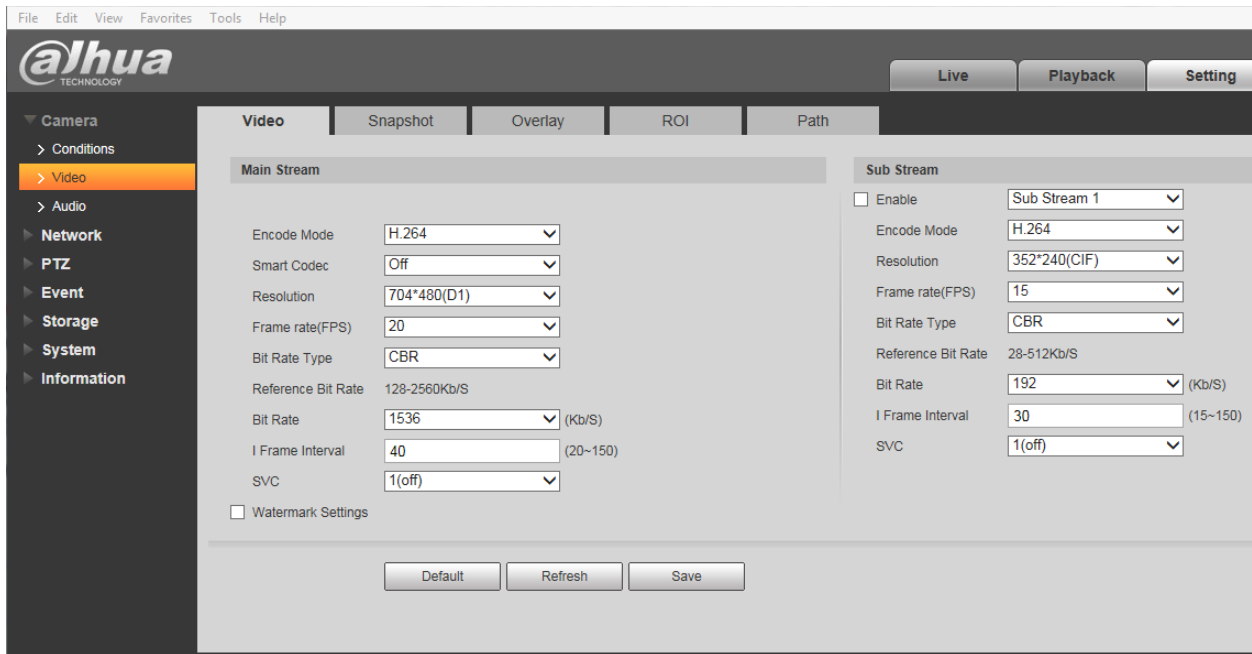 File Edit View Favorites Tools Help
alhua
TECHNOLOGY
Live Playback Setting
Camera
Conditions
Video
Audio
Network
PTZ
Event
Storage
System
Information
Video Snapshot Overlay ROI Path
Main Stream
Encode Mode H.264
Smart Codec Off
Resolution 704*480(D1)
Frame rate(FPS) 20
Bit Rate Type CBR
Reference Bit Rate 128-2560Kb/S
Bit Rate 1536 (Kb/S)
I Frame Interval 40 (20~150)
SVC 1(off)
Watermark Settings
Sub Stream
Enable Sub Stream 1
Encode Mode H.264
Resolution 352*240(CIF)
Frame rate(FPS) 15
Bit Rate Type CBR
Reference Bit Rate 28-512Kb/S
Bit Rate 192 (Kb/S)
I Frame Interval 30 (15~150)
SVC 1(off)
Default Refresh Save